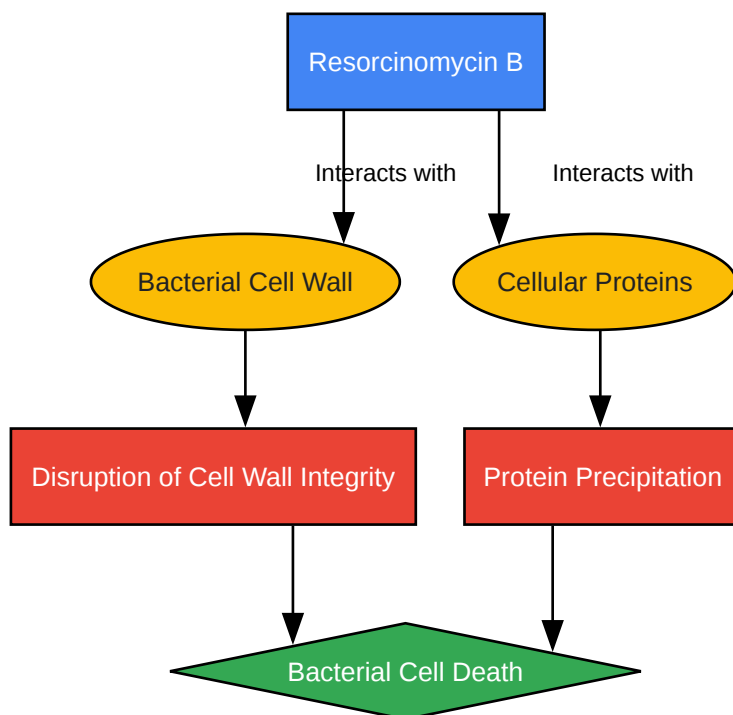 Resorcinomycin B
Interacts with
Interacts with
Bacterial Cell Wall
Cellular Proteins
Disruption of Cell Wall Integrity
Protein Precipitation
Bacterial Cell Death